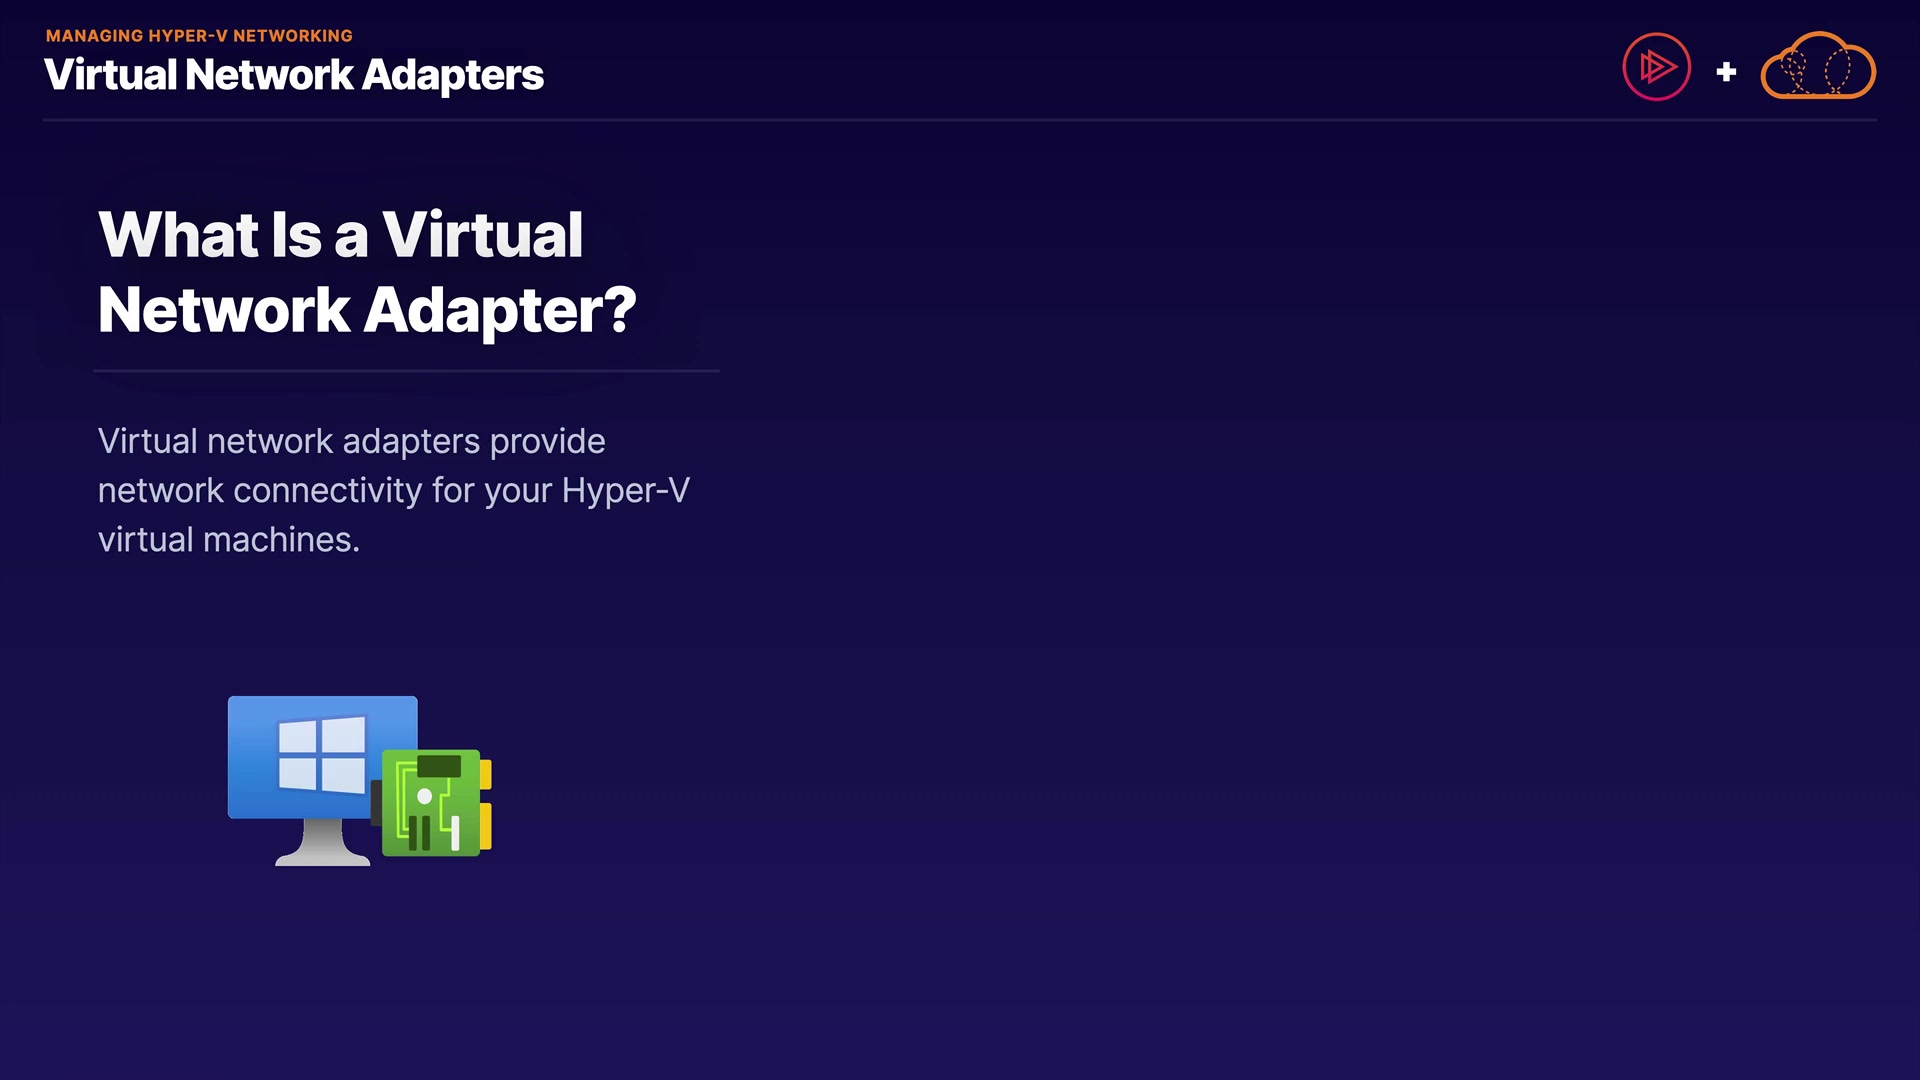 MANAGING HYPER-V NETWORKING
Virtual Network Adapters
What Is a Virtual
Network Adapter?
Virtual network adapters provide
network connectivity for your Hyper-V
virtual machines.